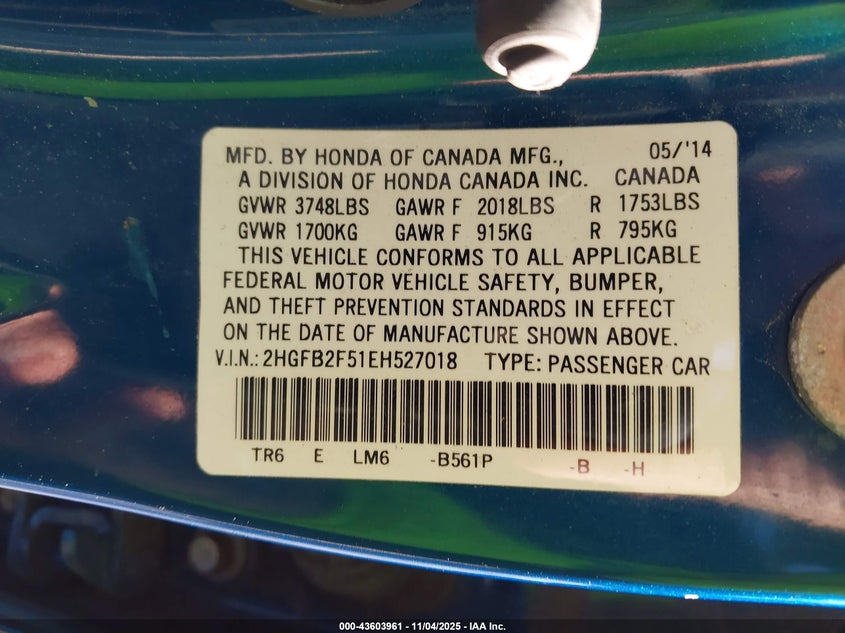 MFD. BY HONDA OF CANADA MFG., 05/'14
A DIVISION OF HONDA CANADA INC. CANADA
GVWR 3748LBS GAWR F 2018LBS R 1753LBS
GVWR 1700KG GAWR F 915KG R 795KG
THIS VEHICLE CONFORMS TO ALL APPLICABLE
FEDERAL MOTOR VEHICLE SAFETY, BUMPER,
AND THEFT PREVENTION STANDARDS IN EFFECT
ON THE DATE OF MANUFACTURE SHOWN ABOVE.
V.I.N.: 2HGFB2F51EH527018 TYPE: PASSENGER CAR
TR6 E LM6 -B561P -B -H
000-43603961 - 11/04/2025 - IAA Inc.